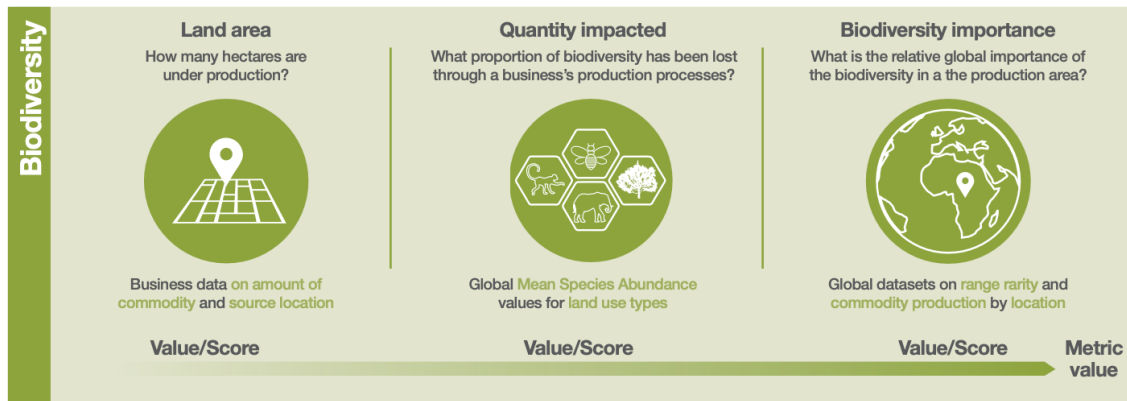 Biodiversity
Land area
How many hectares are
under production?
Business data on amount of
commodity and source location
Value/Score
Quantity impacted
What proportion of biodiversity has been lost
through a business's production processes?
Global Mean Species Abundance
values for land use types
Value/Score
Biodiversity importance
What is the relative global importance of
the biodiversity in a the production area?
Global datasets on range rarity and
commodity production by location
Value/Score
Metric
value